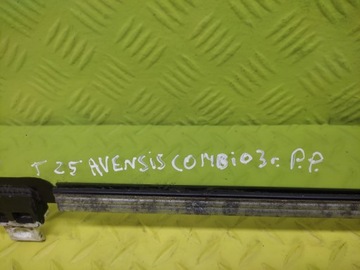 T25 AVENSIS COMBi 03r. P.P.